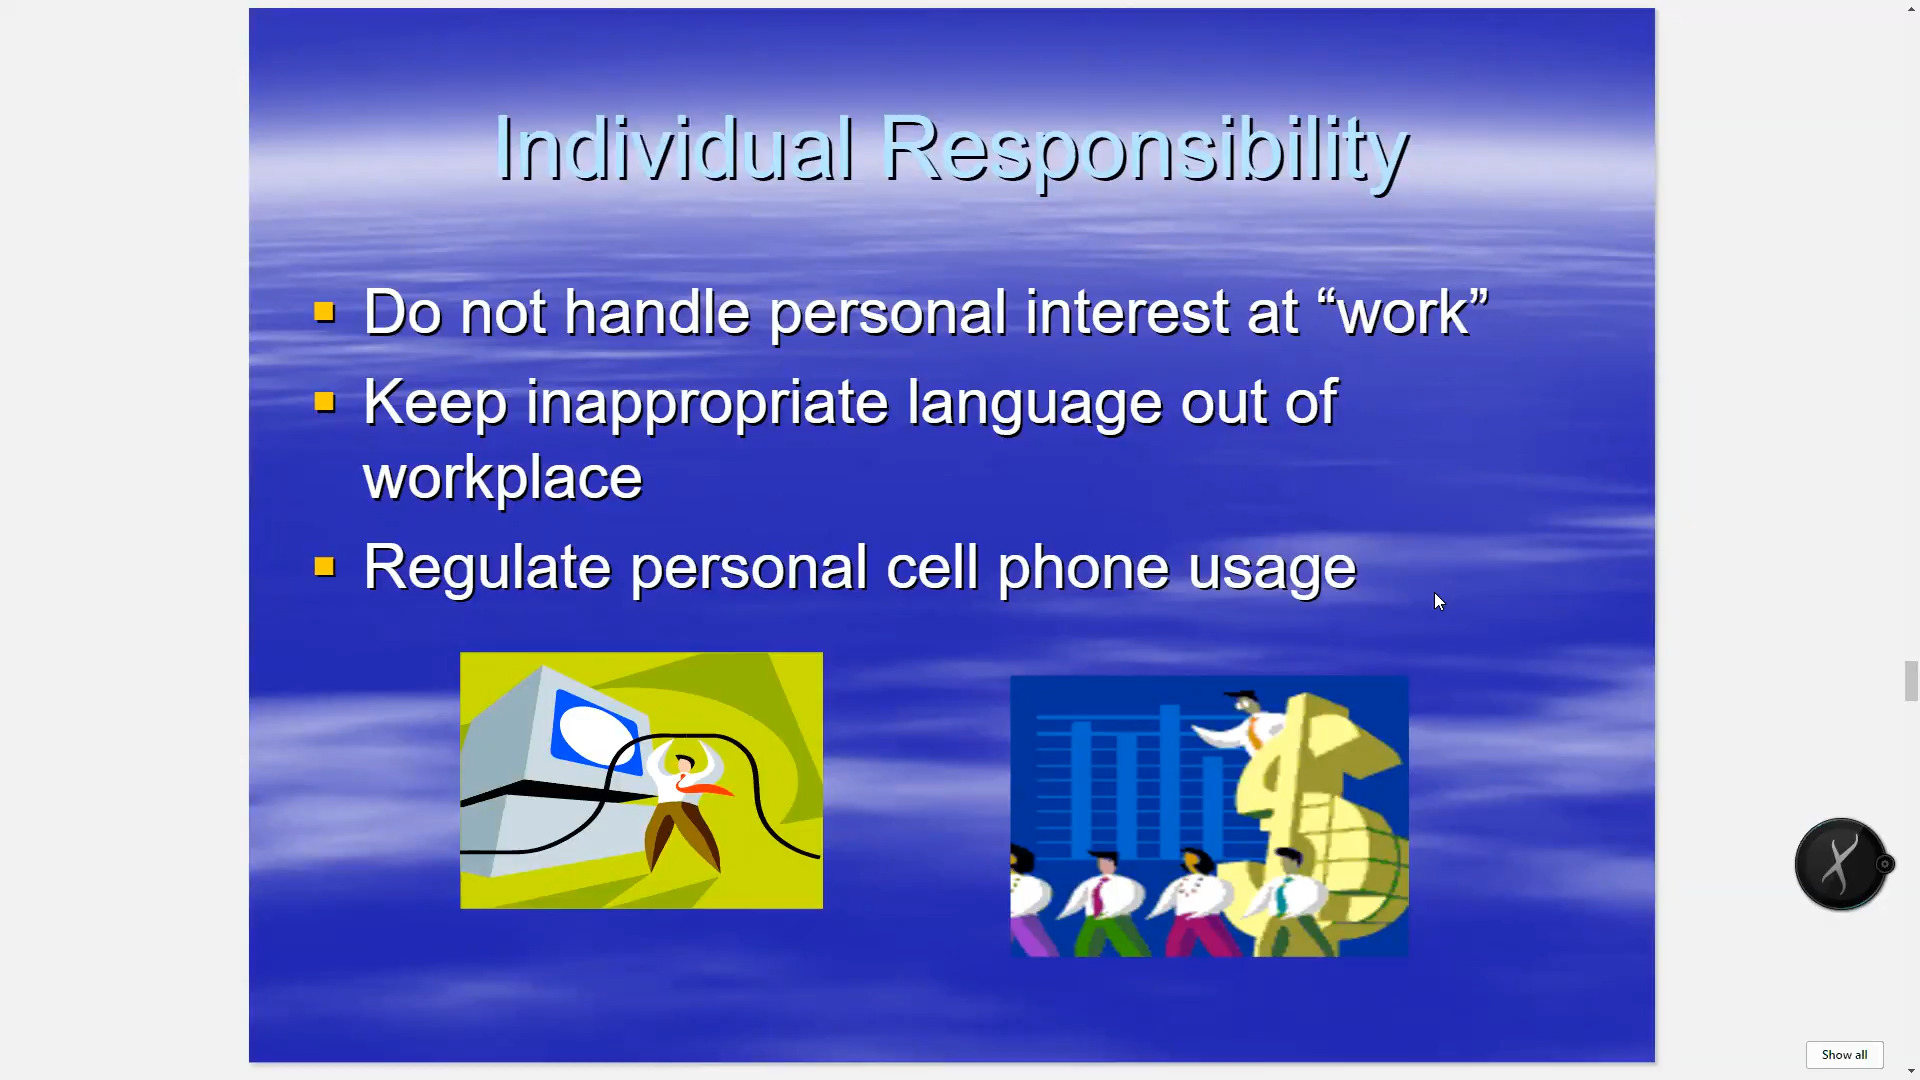 Individual Responsibility
Do not handle personal interest at “work”
Keep inappropriate language out of
workplace
Regulate personal cell phone usage
Show all